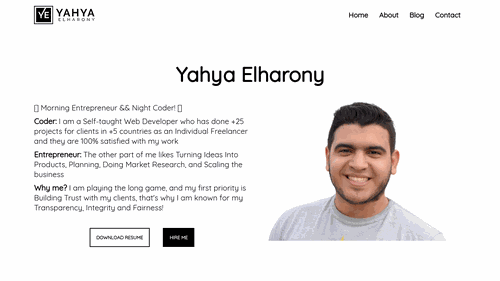 YE YAHYA
ELHARONY
Home About Blog Contact
Yahya Elharony
Morning Entrepreneur && Night Coder!
Coder: I am a Self-taught Web Developer who has done +25
projects for clients in +5 countries as an Individual Freelancer
and they are 100% satisfied with my work
Entrepreneur: The other part of me likes Turning Ideas Into
Products, Planning, Doing Market Research, and Scaling the
business
Why me? I am playing the long game, and my first priority is
Building Trust with my clients, that's why I am known for my
Transparency, Integrity and Fairness!
DOWNLOAD RESUME HIRE ME